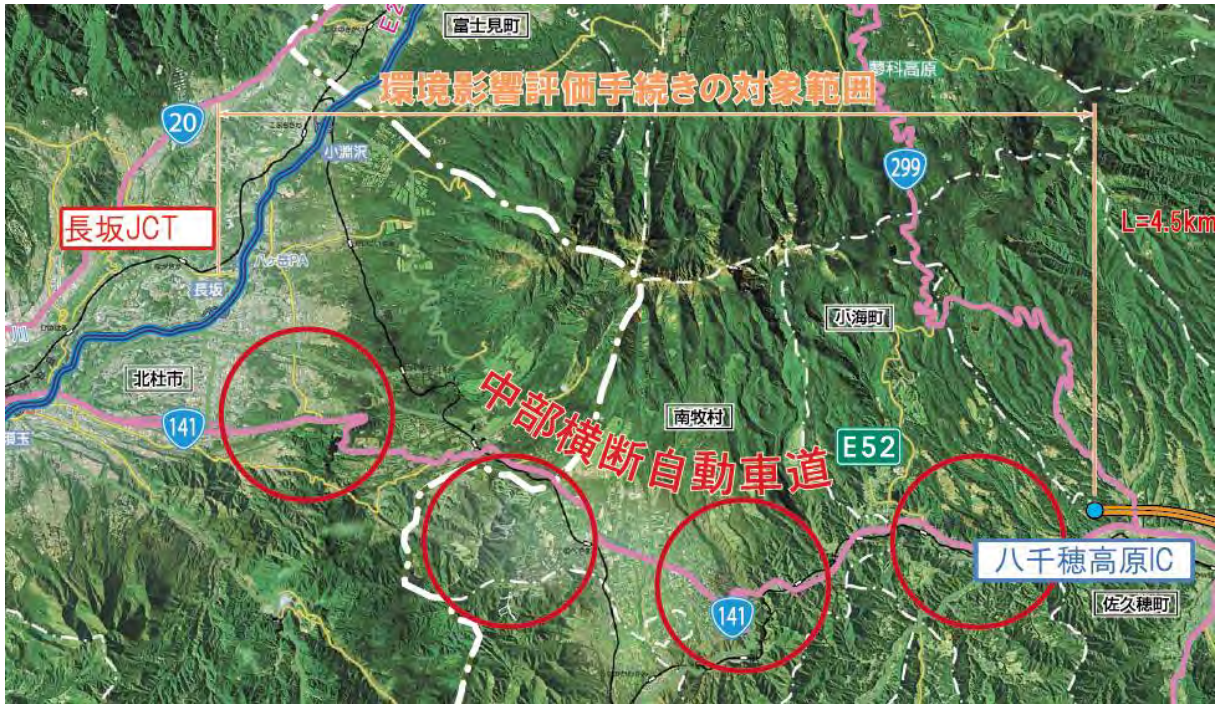 E52
富士見町
蓼科高原
環境影響評価手続きの対象範囲
20
小淵沢
299
長坂JCT
L=4.5km
八ヶ岳PA
長坂
小海町
川
北杜市
中部横断自動車道
南牧村
141
須玉
八千穂高原IC
佐久穂町
141